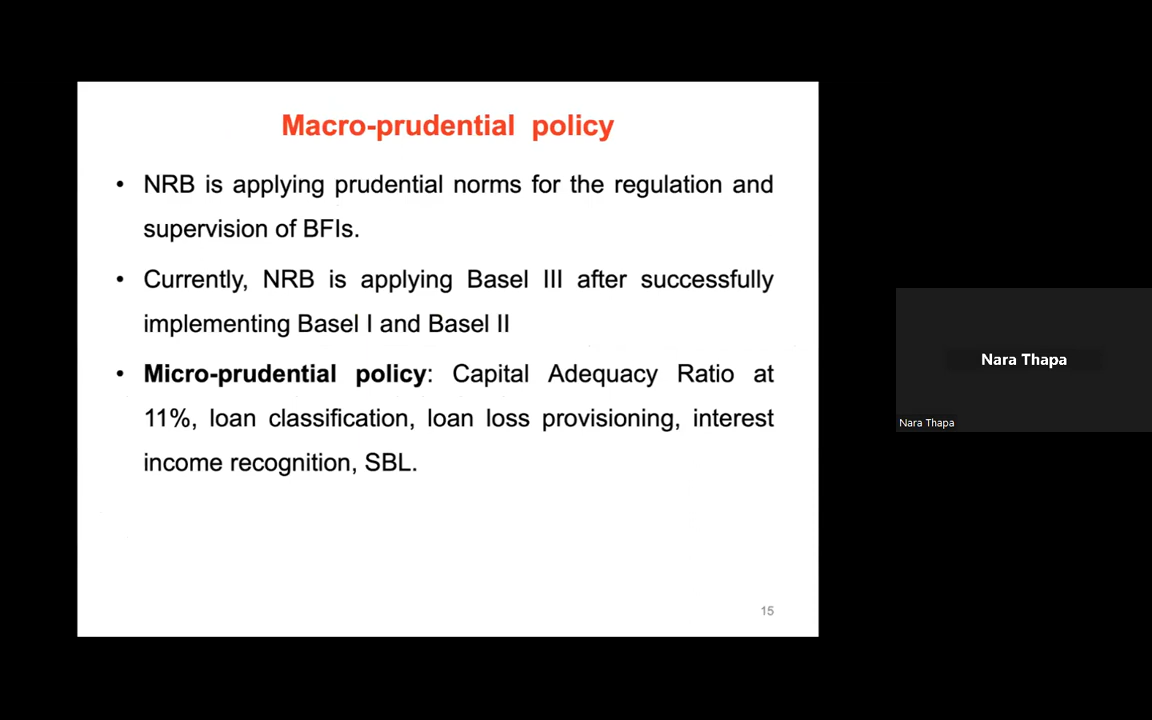 Macro-prudential policy
• NRB is applying prudential norms for the regulation and
supervision of BFIs.
• Currently, NRB is applying Basel III after successfully
implementing Basel I and Basel II
• Micro-prudential policy: Capital Adequacy Ratio at
11%, loan classification, loan loss provisioning, interest
income recognition, SBL.
15
Nara Thapa
Nara Thapa